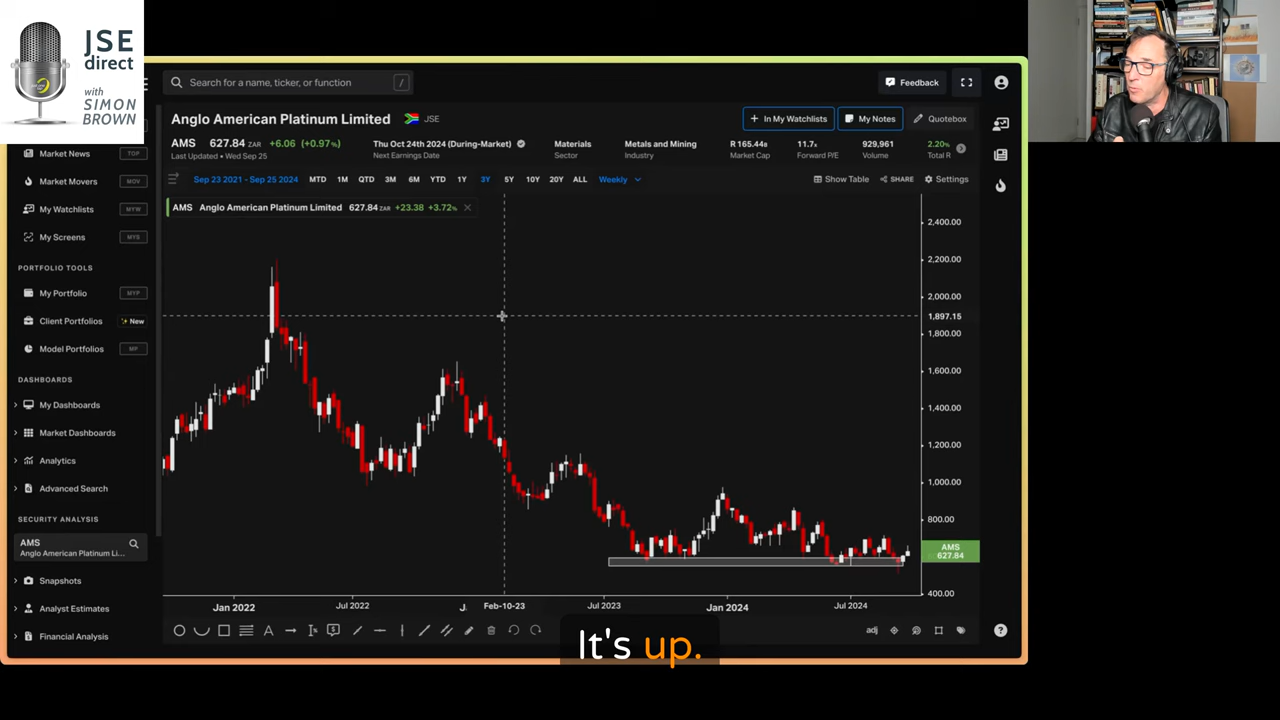 JSE
direct
with
SIMON
BROWN
Search for a name, ticker, or function
/
Feedback
Anglo American Platinum Limited
JSE
In My Watchlists
My Notes
Quotebox
AMS 627.84 ZAR +6.06 (+0.97%)
Last Updated • Wed Sep 25
Thu Oct 24th 2024 (During-Market)
Next Earnings Date
Materials
Sector
Metals and Mining
Industry
R 165.44B
Market Cap
11.7x
Forward P/E
929,961
Volume
2.20%
Total R
Sep 23 2021 - Sep 25 2024 MTD 1M QTD 3M 6M YTD 1Y 3Y 5Y 10Y 20Y ALL Weekly
Show Table SHARE Settings
AMS Anglo American Platinum Limited 627.84 +23.38 +3.72%
Market News TOP
Market Movers MOV
My Watchlists MYW
My Screens MYS
PORTFOLIO TOOLS
My Portfolio MYP
Client Portfolios New
Model Portfolios MP
DASHBOARDS
My Dashboards
Market Dashboards
Analytics
Advanced Search
SECURITY ANALYSIS
AMS
Anglo American Platinum Li...
Snapshots
Analyst Estimates
Financial Analysis
2,400.00
2,200.00
2,000.00
1,897.15
1,800.00
1,600.00
1,400.00
1,200.00
1,000.00
800.00
AMS
627.84
400.00
Jan 2022 Jul 2022 J. Feb-10-23 Jul 2023 Jan 2024 Jul 2024
adj
It's up.